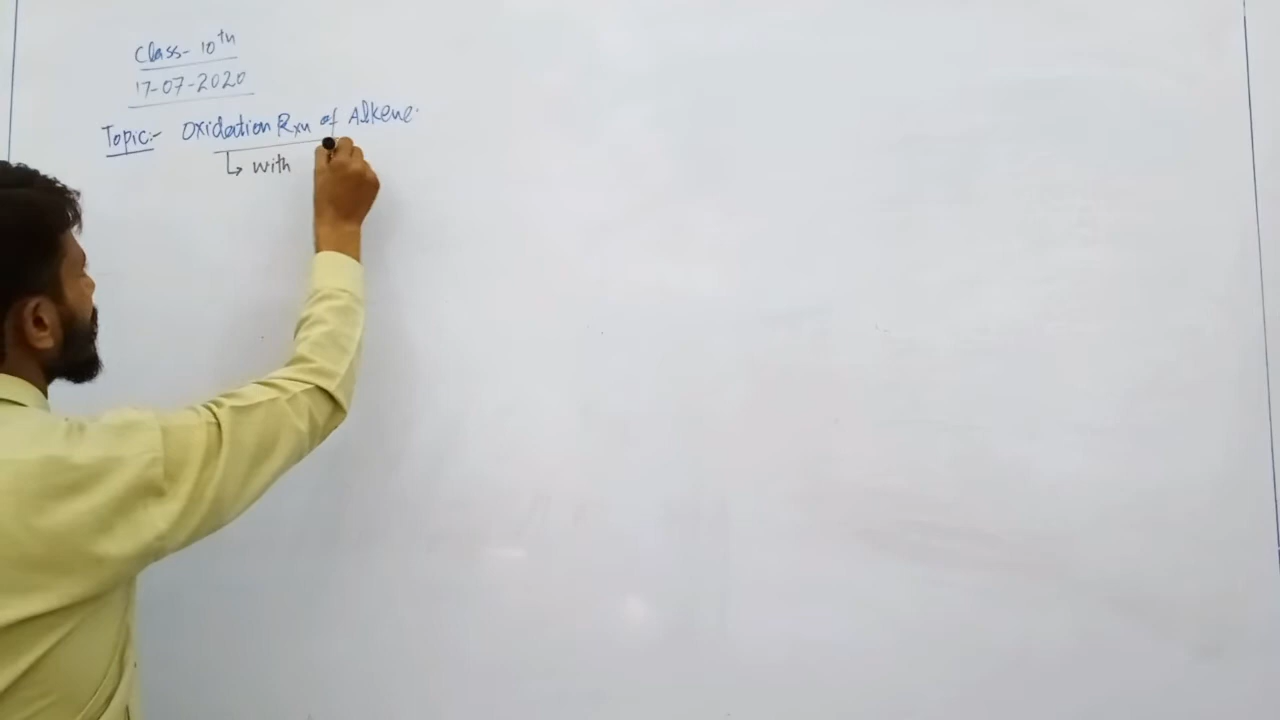 Class- 10th
17-07-2020
Topic:- Oxidation Rxn of Alkene.
↳ with